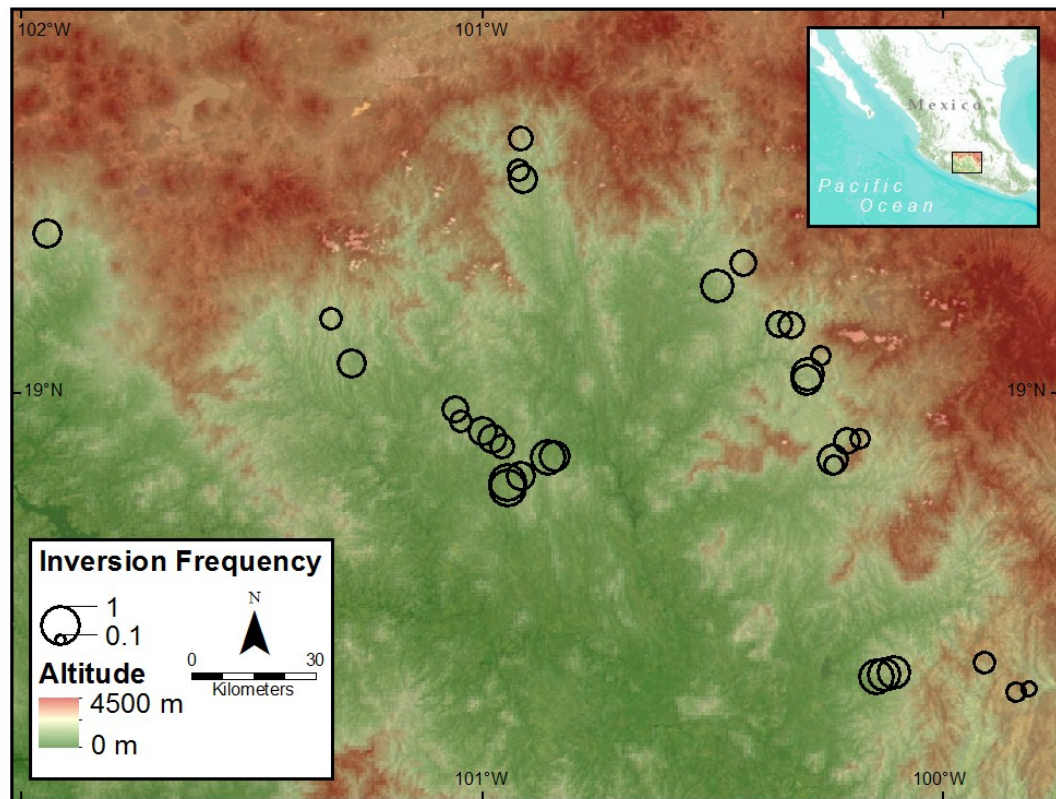 102°W
101°W
Mexico
Pacific
Ocean
19°N
19°N
Inversion Frequency
1
0.1
N
0
30
Kilometers
Altitude
4500 m
0 m
101°W
100°W